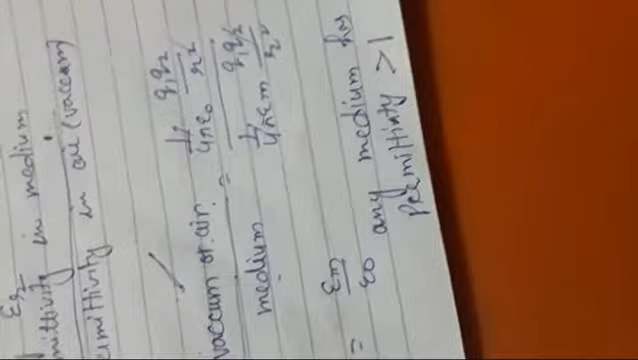 εr
mittivity in medium
rmittivity in air (vaccum)
vaccum or air. 1/4πε0 q1q2/r2
=
medium 1/4πεm q1q2/r2
= εm/ε0 any medium has
Permittivity > 1